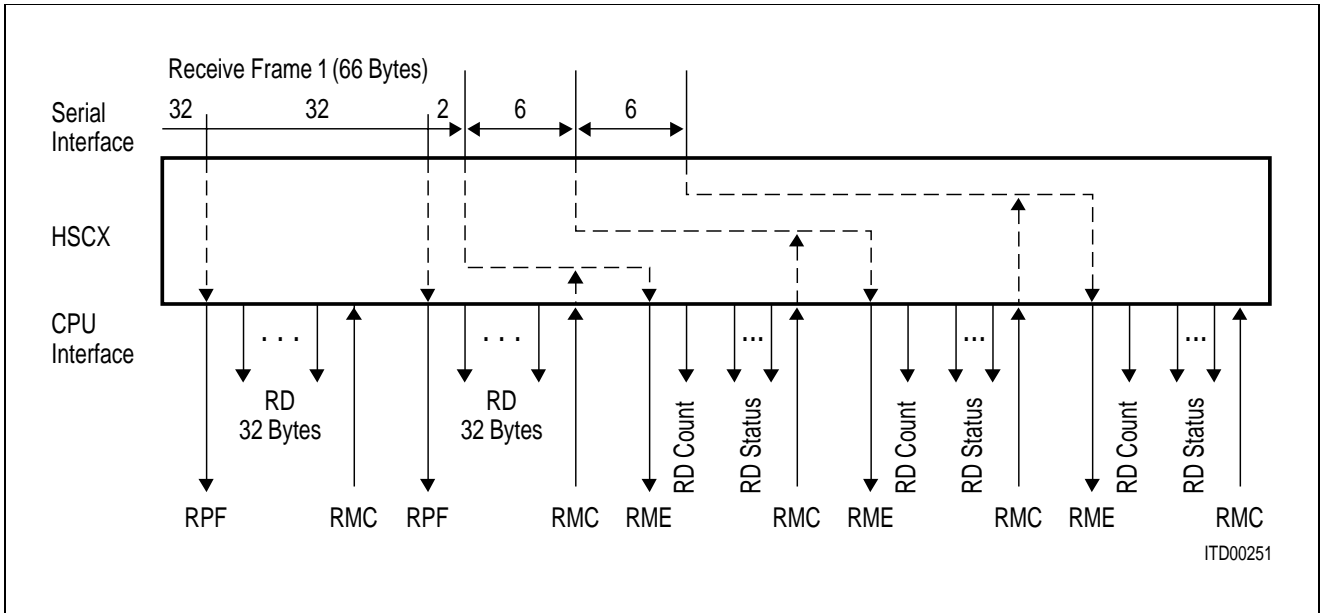 Receive Frame 1 (66 Bytes)
Serial
Interface
32 32 2 6 6
HSCX
CPU
Interface
. . . . . . ... ... ...
RD
32 Bytes
RD
32 Bytes
RD Count
RD Status
RD Count
RD Status
RD Count
RD Status
RPF RMC RPF RMC RME RMC RME RMC RME RMC
ITD00251